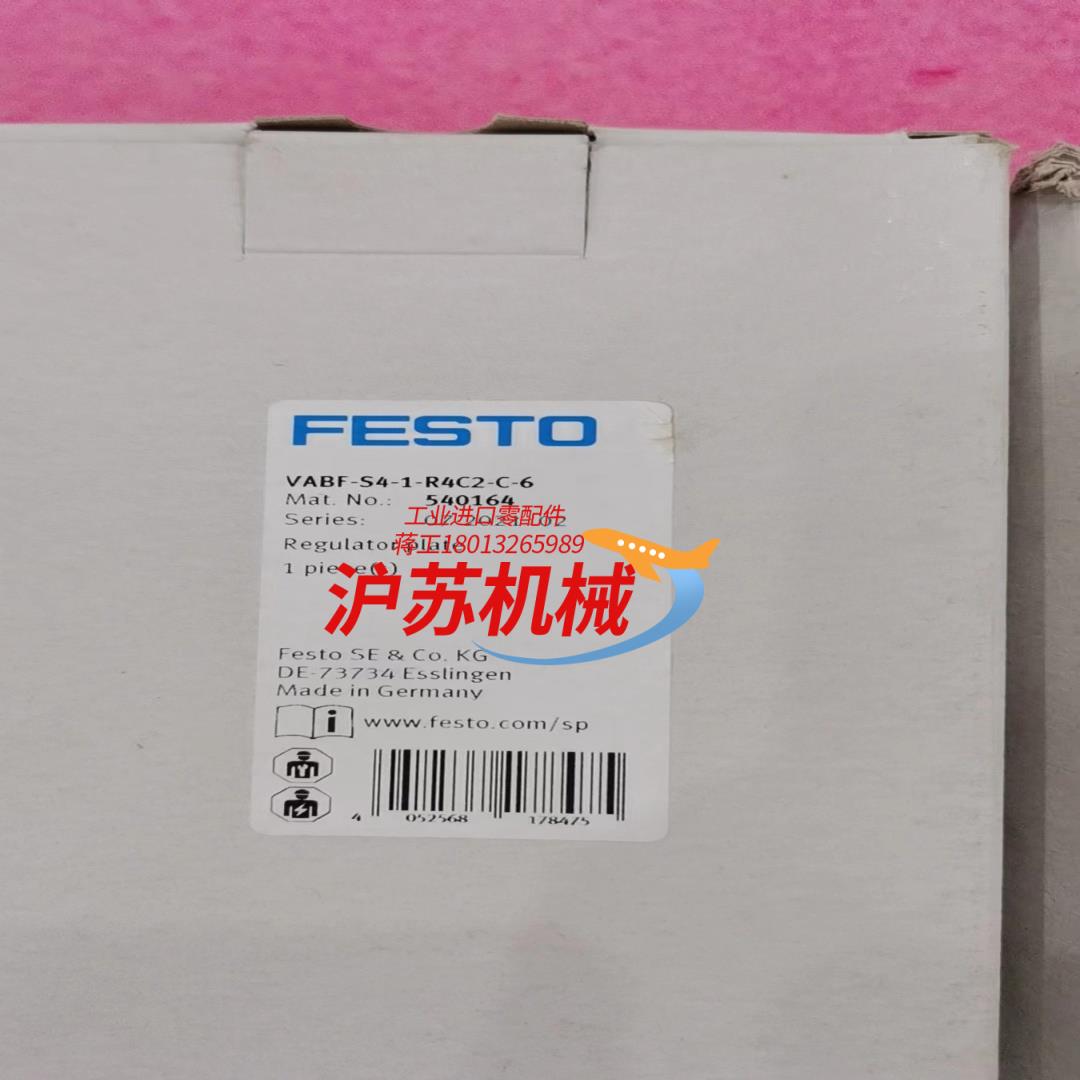 FESTO
VABF-S4-1-R4C2-C-6
Mat. No.: 540164
Series:
工业进口零配件
Regulator plate
蒋工18013265989
1 piece(s)
沪苏机械
Festo SE & Co. KG
DE-73734 Esslingen
Made in Germany
i www.festo.com/sp
4 052568 178475